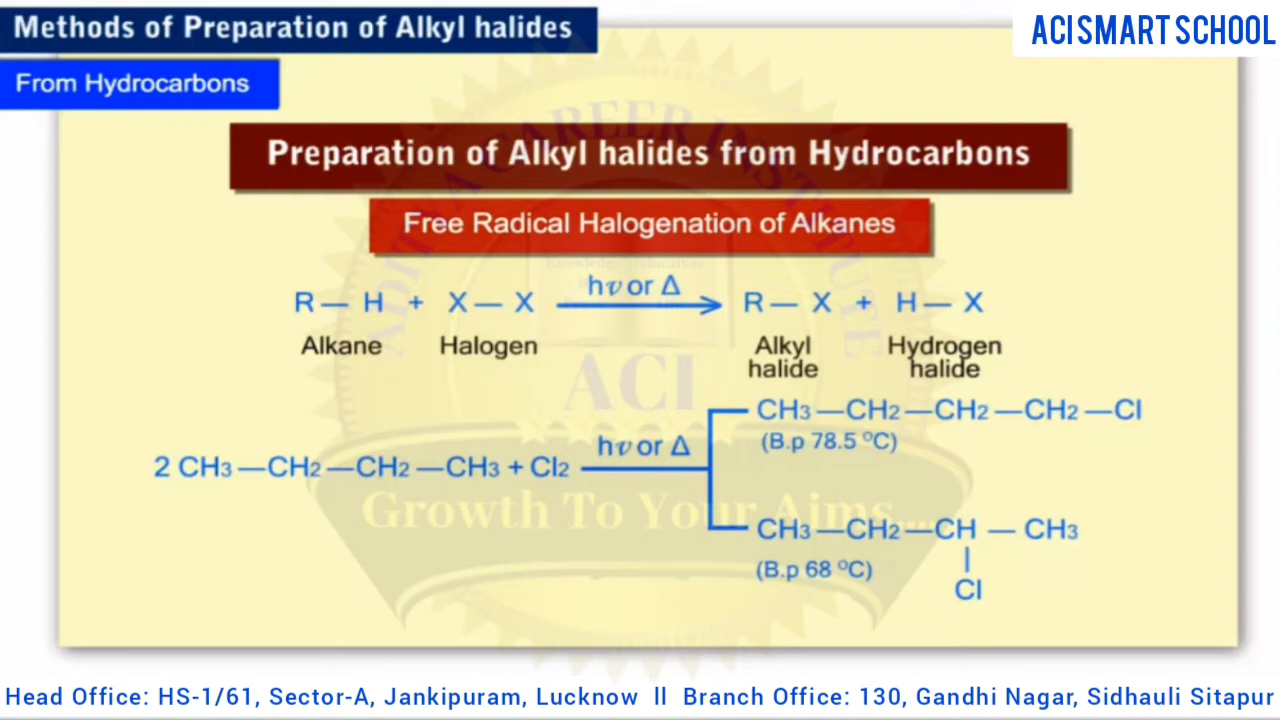 Methods of Preparation of Alkyl halides
ACI SMART SCHOOL
From Hydrocarbons
Preparation of Alkyl halides from Hydrocarbons
Free Radical Halogenation of Alkanes
R — H + X — X hν or Δ R — X + H — X
Alkane Halogen Alkyl halide Hydrogen halide
CH3 — CH2 — CH2 — CH2 — Cl
(B.p 78.5 °C)
2 CH3 — CH2 — CH2 — CH3 + Cl2 hν or Δ
CH3 — CH2 — CH — CH3
|
(B.p 68 °C)
Cl
ADITYA CAREER INSTITUTE
ACI
Growth To Your Aims....
Head Office: HS-1/61, Sector-A, Jankipuram, Lucknow ll Branch Office: 130, Gandhi Nagar, Sidhauli Sitapur